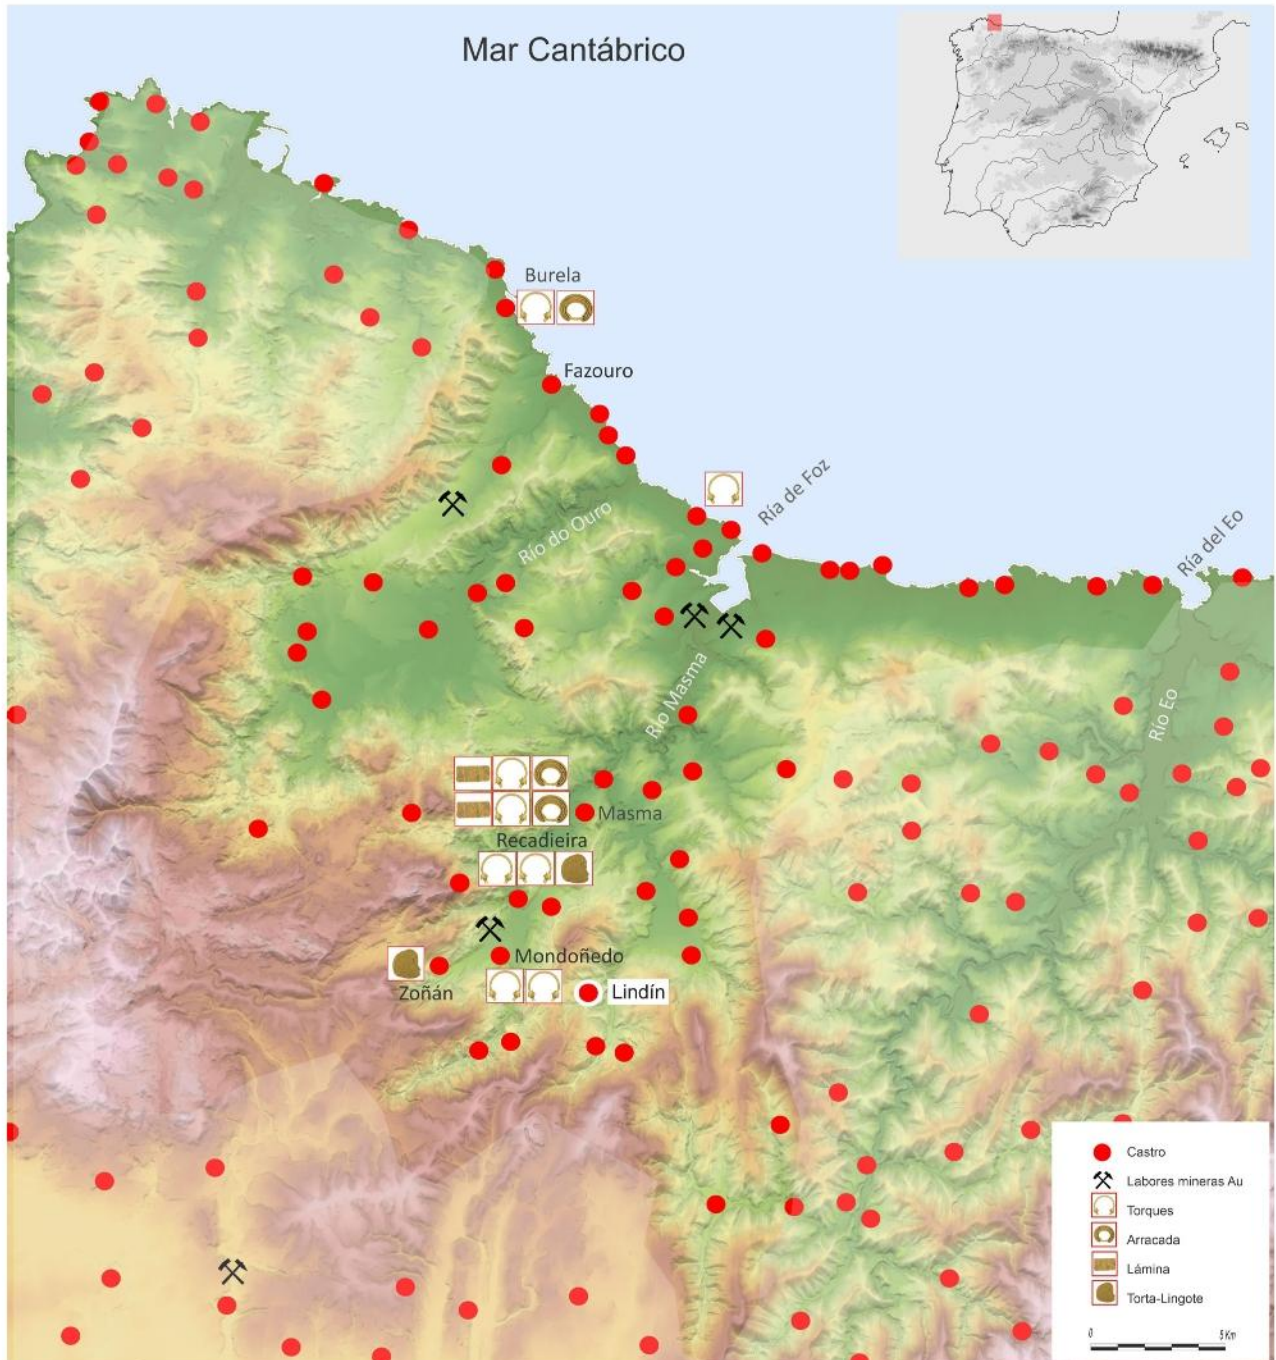 Mar Cantábrico
Burela
Fazouro
Ría de Foz
Río do Ouro
Ría del Eo
Río Masma
Río Eo
Masma
Recadieira
Mondoñedo
Zoñán
Lindín
Castro
Labores mineras Au
Torques
Arracada
Lámina
Torta-Lingote
0 5 Km